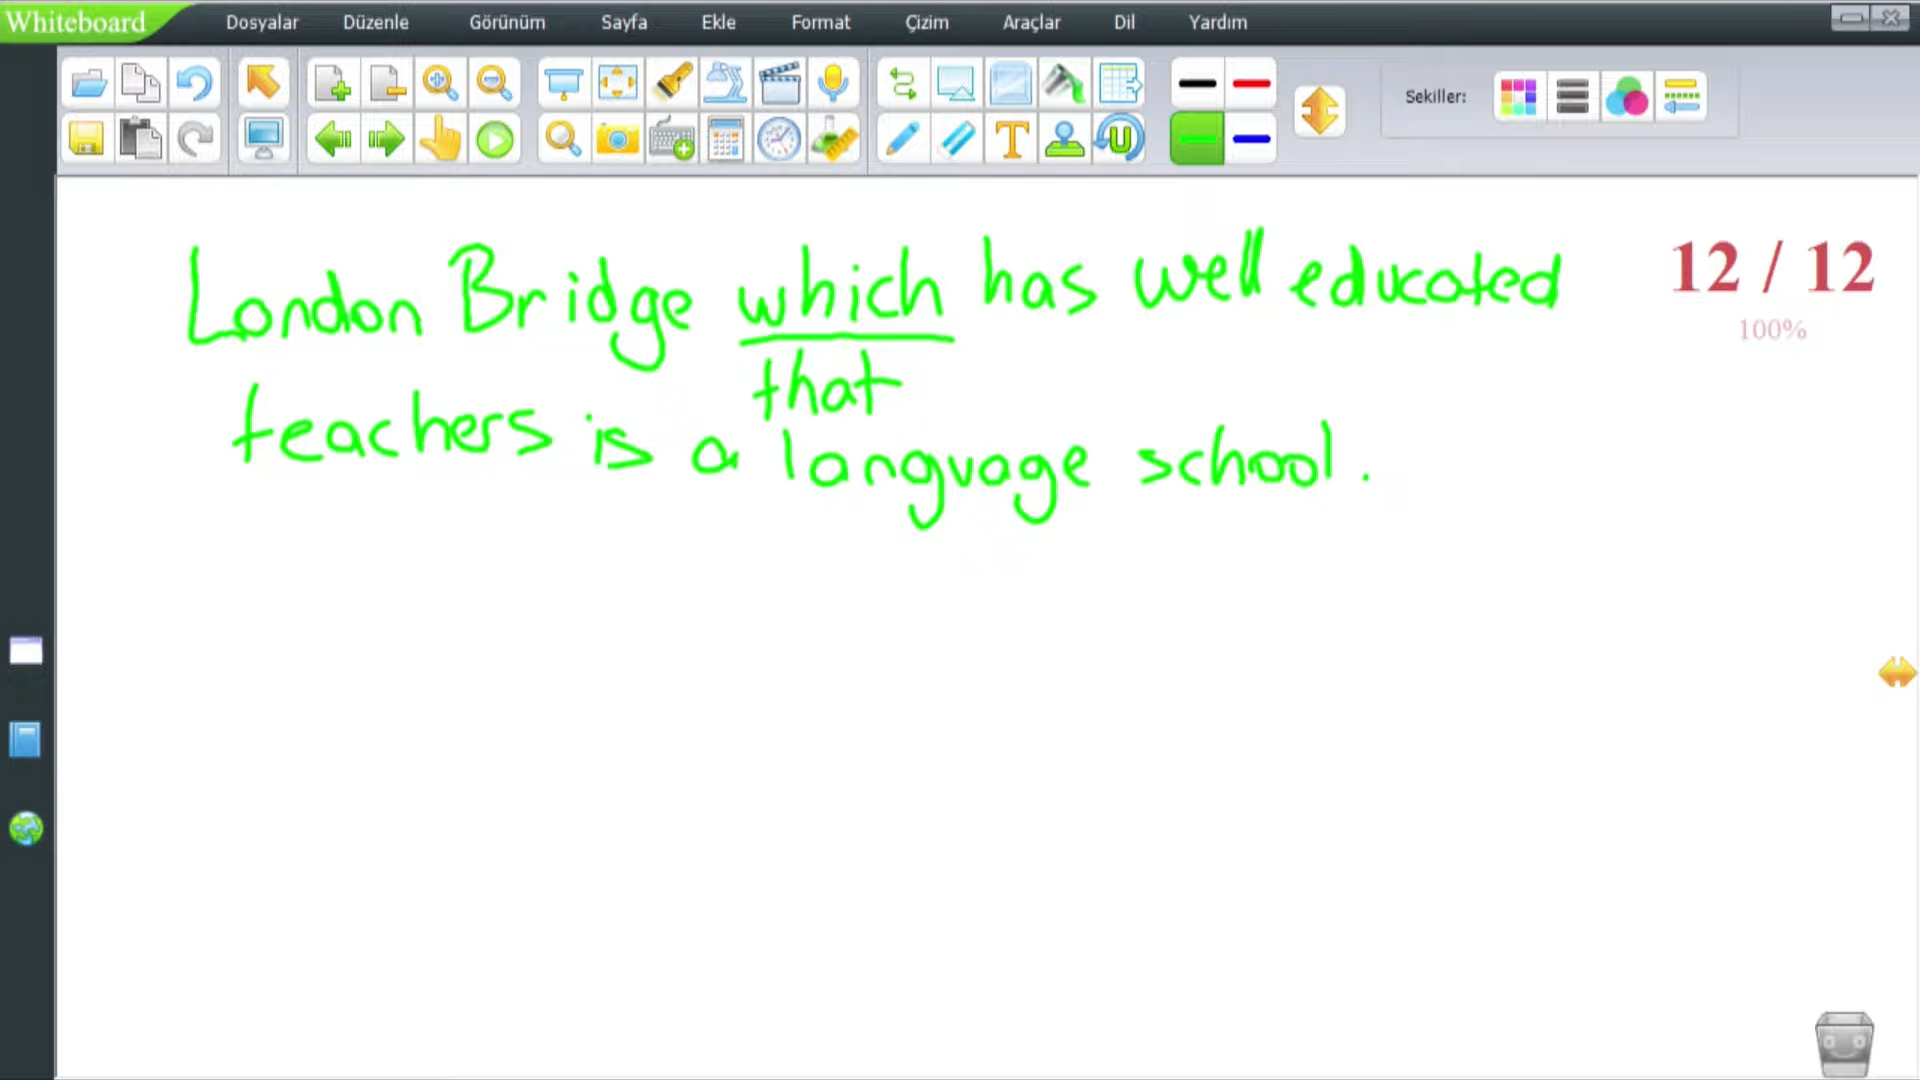 Whiteboard Dosyalar Düzenle Görünüm Sayfa Ekle Format Çizim Araçlar Dil Yardım
Sekiller:
London Bridge which has well educated
that
teachers is a language school.
12 / 12
100%